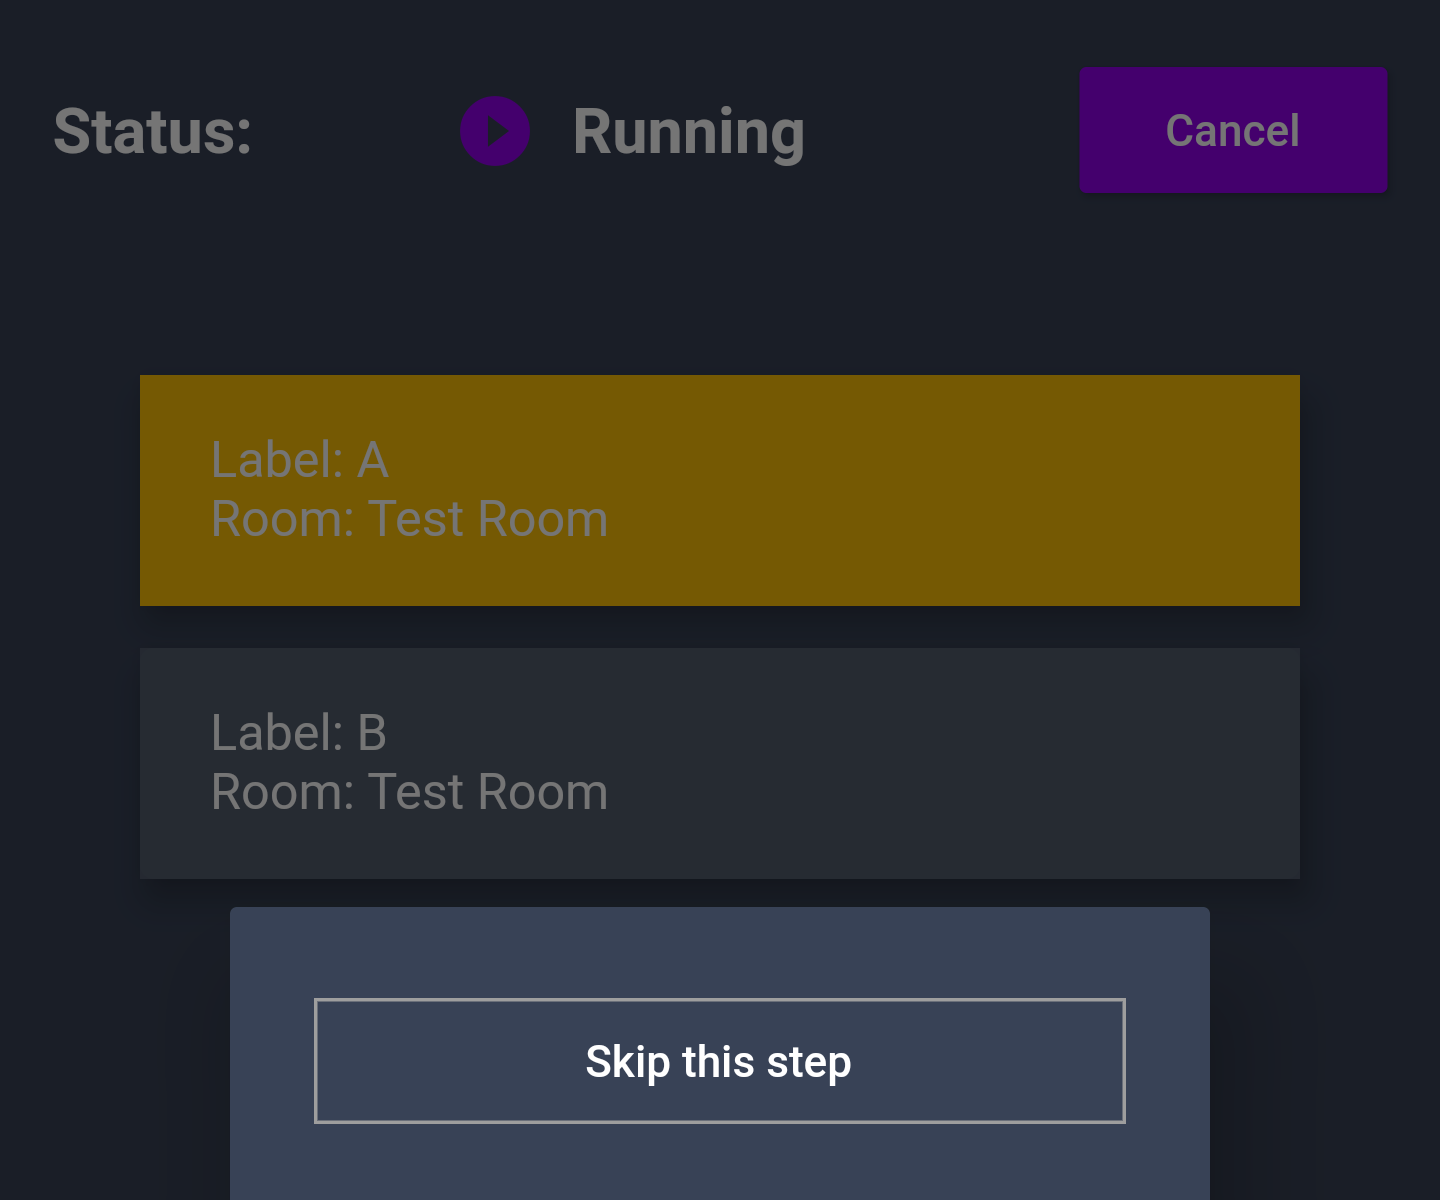 Status:
Running
Cancel
Label: A
Room: Test Room
Label: B
Room: Test Room
Skip this step